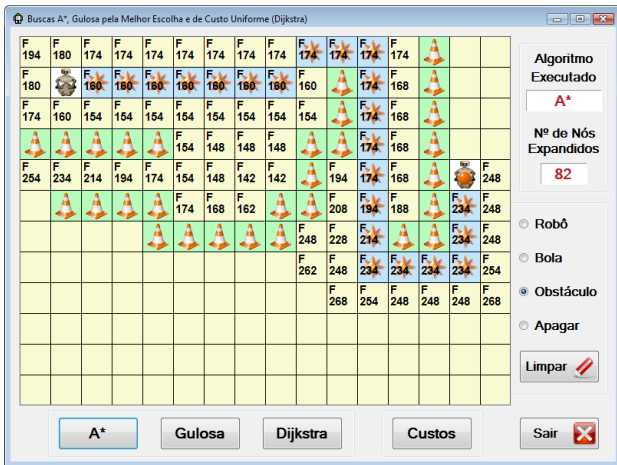 Buscas A*, Gulosa pela Melhor Escolha e de Custo Uniforme (Dijkstra)
F F F F F F F F F F F F F
194 180 174 174 174 174 174 174 174 174 174 174 174
F F F F F F F F F F F
180 160 160 160 160 160 160 160 160 174 168
F F F F F F F F F F F F
174 160 154 154 154 154 154 154 154 154 174 168
F F F F F F
154 148 148 148 174 168
F F F F F F F F F F F F F
254 234 214 194 174 154 148 142 142 194 174 168 248
F F F F F F F F
174 168 162 208 194 188 234 248
F F F F F
248 228 214 234 248
F F F F F F F
262 248 234 234 234 234 254
F F F F F F
268 254 248 248 248 268
Algoritmo
Executado
A*
Nº de Nós
Expandidos
82
Robô
Bola
Obstáculo
Apagar
Limpar
A* Gulosa Dijkstra Custos Sair